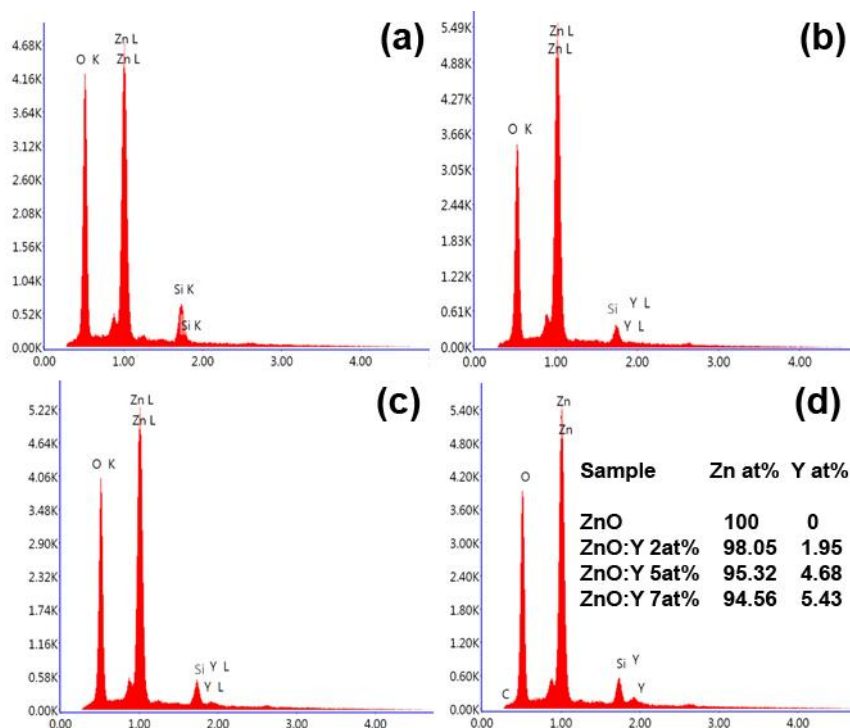 (a)
4.68K
4.16K
3.64K
3.12K
2.60K
2.08K
1.56K
1.04K
0.52K
0.00K
Zn L
O K
Zn L
Si K
Si K
0.00 1.00 2.00 3.00 4.00
(b)
5.49K
4.88K
4.27K
3.66K
3.05K
2.44K
1.83K
1.22K
0.61K
0.00K
Zn L
Zn L
O K
Si Y L
Y L
0.00 1.00 2.00 3.00 4.00
(c)
5.22K
4.64K
4.06K
3.48K
2.90K
2.32K
1.74K
1.16K
0.58K
0.00K
Zn L
Zn L
O K
Si Y L
Y L
0.00 1.00 2.00 3.00 4.00
(d)
5.40K
4.80K
4.20K
3.60K
3.00K
2.40K
1.80K
1.20K
0.60K
0.00K
Zn
Zn
O
Si Y
Y
C
0.00 1.00 2.00 3.00 4.00
Sample Zn at% Y at%
ZnO 100 0
ZnO:Y 2at% 98.05 1.95
ZnO:Y 5at% 95.32 4.68
ZnO:Y 7at% 94.56 5.43